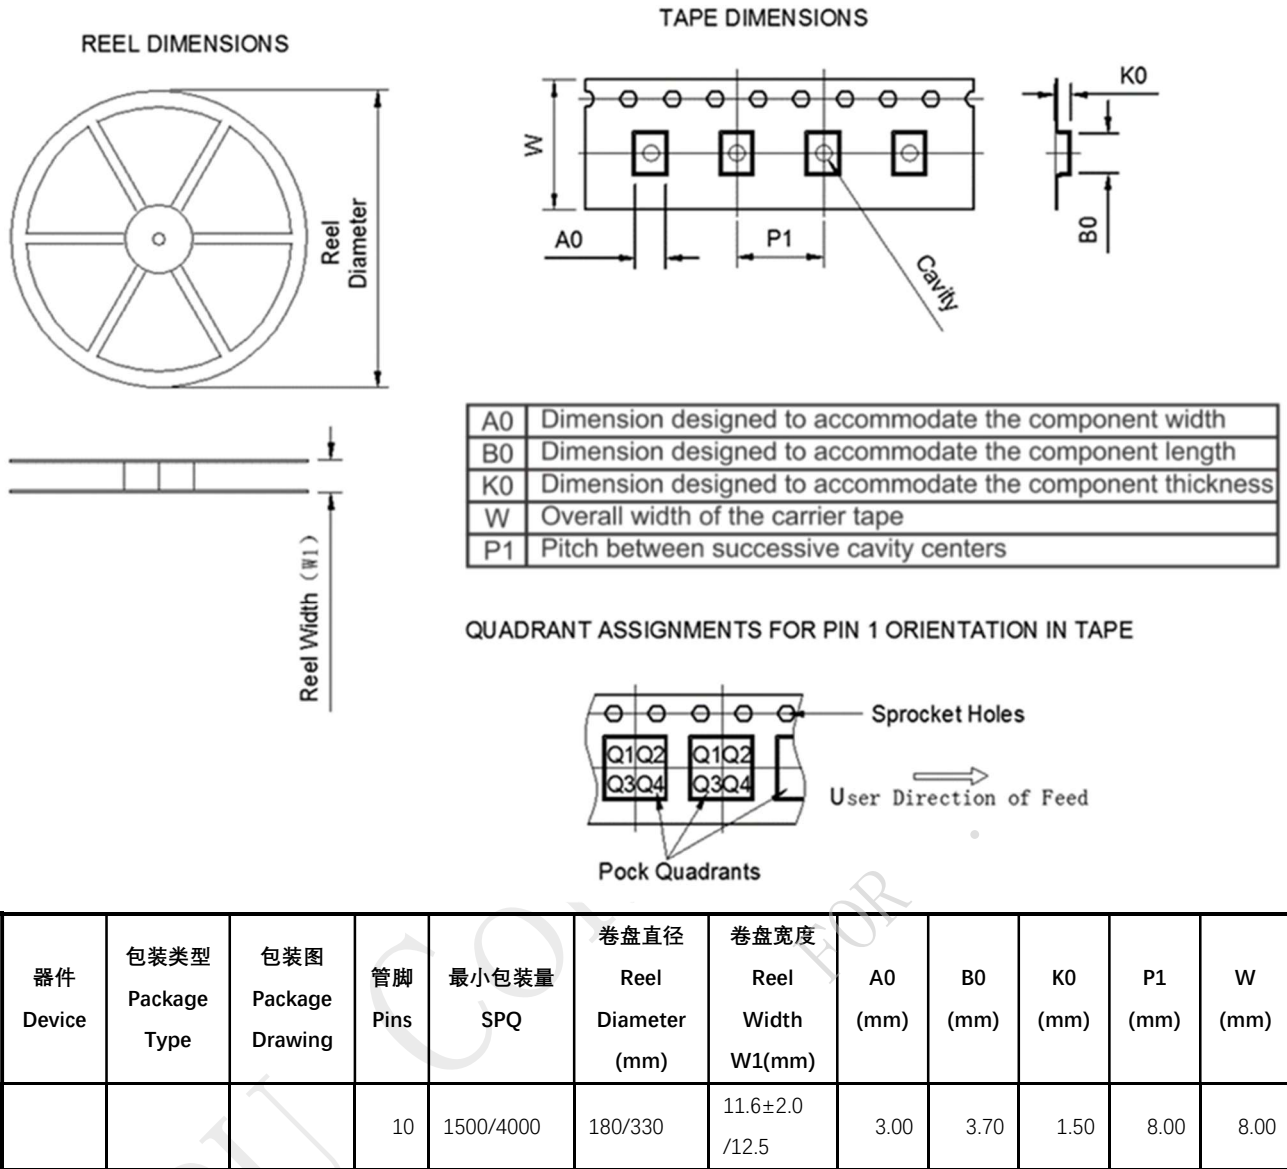 REEL DIMENSIONS
Reel
Diameter
Reel Width (W1)
TAPE DIMENSIONS
W
A0
P1
Cavity
K0
B0
A0 Dimension designed to accommodate the component width
B0 Dimension designed to accommodate the component length
K0 Dimension designed to accommodate the component thickness
W Overall width of the carrier tape
P1 Pitch between successive cavity centers
QUADRANT ASSIGNMENTS FOR PIN 1 ORIENTATION IN TAPE
Sprocket Holes
Q1 Q2 Q1 Q2
Q3 Q4 Q3 Q4
User Direction of Feed
Pock Quadrants
器件
Device
包装类型
Package
Type
包装图
Package
Drawing
管脚
Pins
最小包装量
SPQ
卷盘直径
Reel
Diameter
(mm)
卷盘宽度
Reel
Width
W1(mm)
A0
(mm)
B0
(mm)
K0
(mm)
P1
(mm)
W
(mm)
10
1500/4000
180/330
11.6±2.0
/12.5
3.00
3.70
1.50
8.00
8.00
FOR